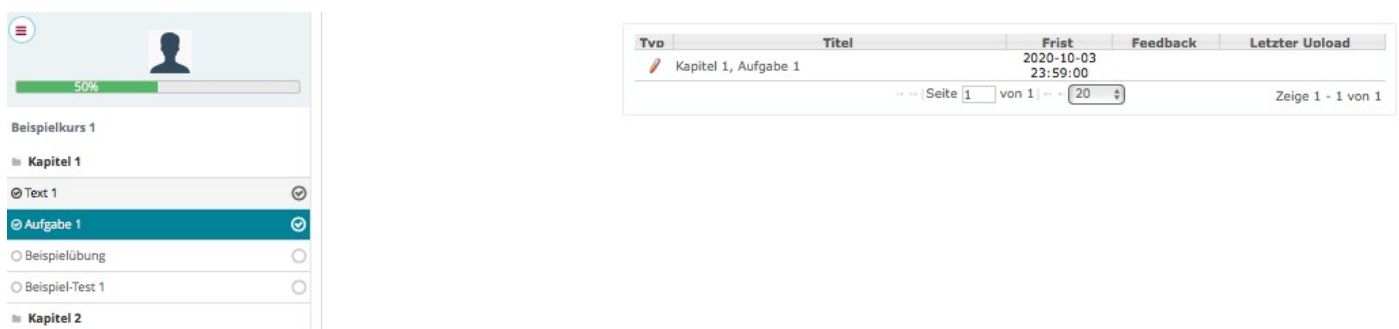 50%
Beispielkurs 1
Kapitel 1
Text 1
Aufgabe 1
Beispielübung
Beispiel-Test 1
Kapitel 2
Typ Titel Frist Feedback Letzter Upload
Kapitel 1, Aufgabe 1 2020-10-03
23:59:00
Seite 1 von 1 20 Zeige 1 - 1 von 1